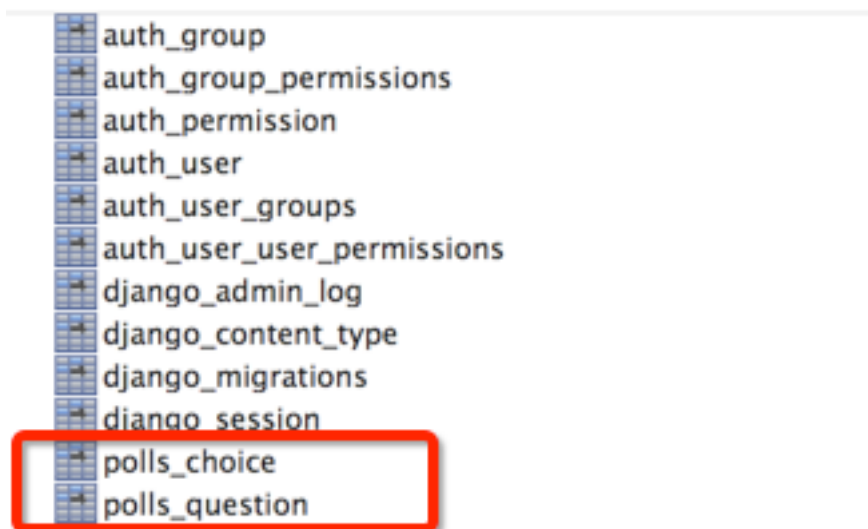 auth_group
auth_group_permissions
auth_permission
auth_user
auth_user_groups
auth_user_user_permissions
django_admin_log
django_content_type
django_migrations
django_session
polls_choice
polls_question